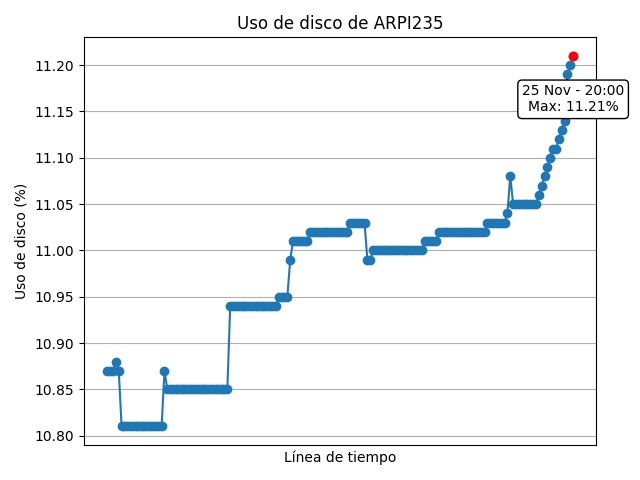 Uso de disco de ARPI235
11.20
11.15
11.10
11.05
11.00
10.95
10.90
10.85
10.80
Uso de disco (%)
25 Nov - 20:00
Max: 11.21%
Línea de tiempo